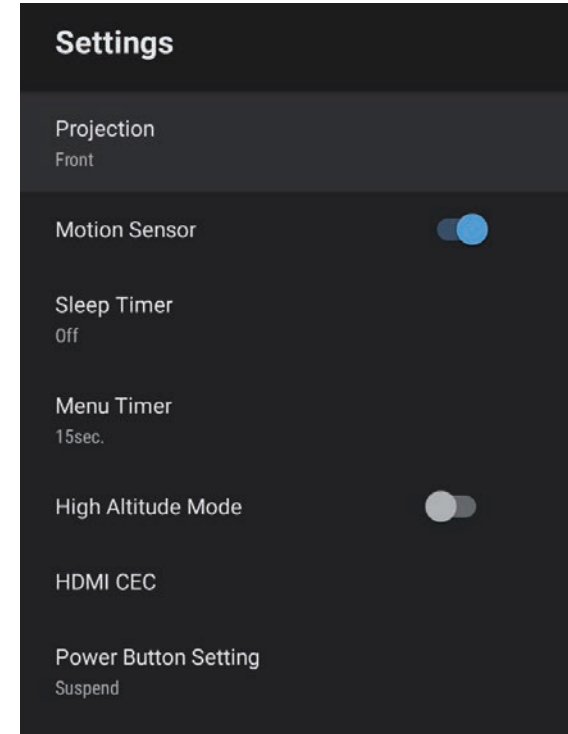 Settings
Projection
Front
Motion Sensor
Sleep Timer
Off
Menu Timer
15sec.
High Altitude Mode
HDMI CEC
Power Button Setting
Suspend